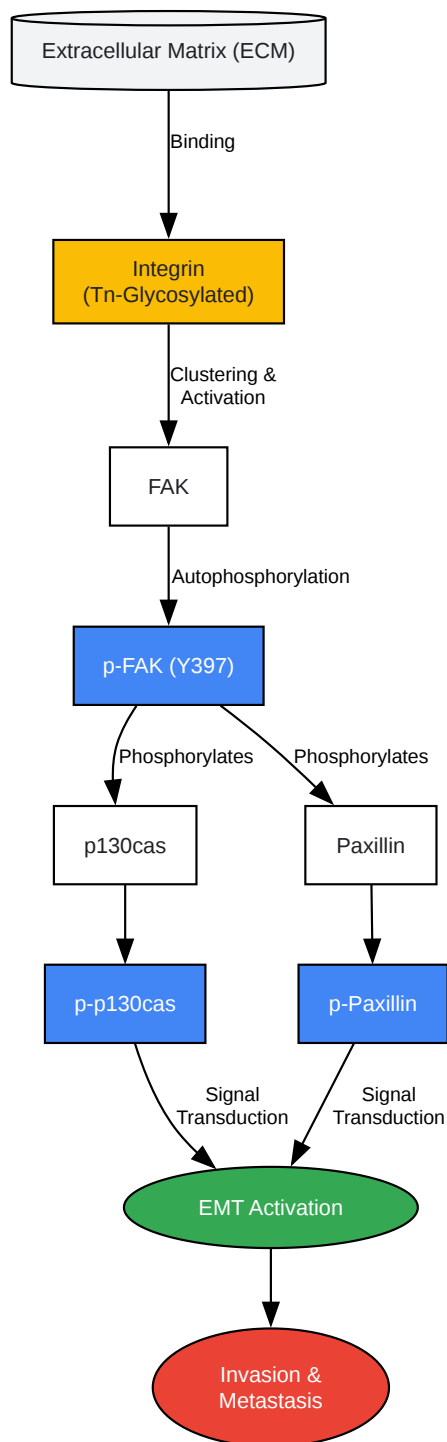 Extracellular Matrix (ECM)
Binding
Integrin
(Tn-Glycosylated)
Clustering &
Activation
FAK
Autophosphorylation
p-FAK (Y397)
Phosphorylates
Phosphorylates
p130cas
Paxillin
p-p130cas
p-Paxillin
Signal
Transduction
Signal
Transduction
EMT Activation
Invasion &
Metastasis